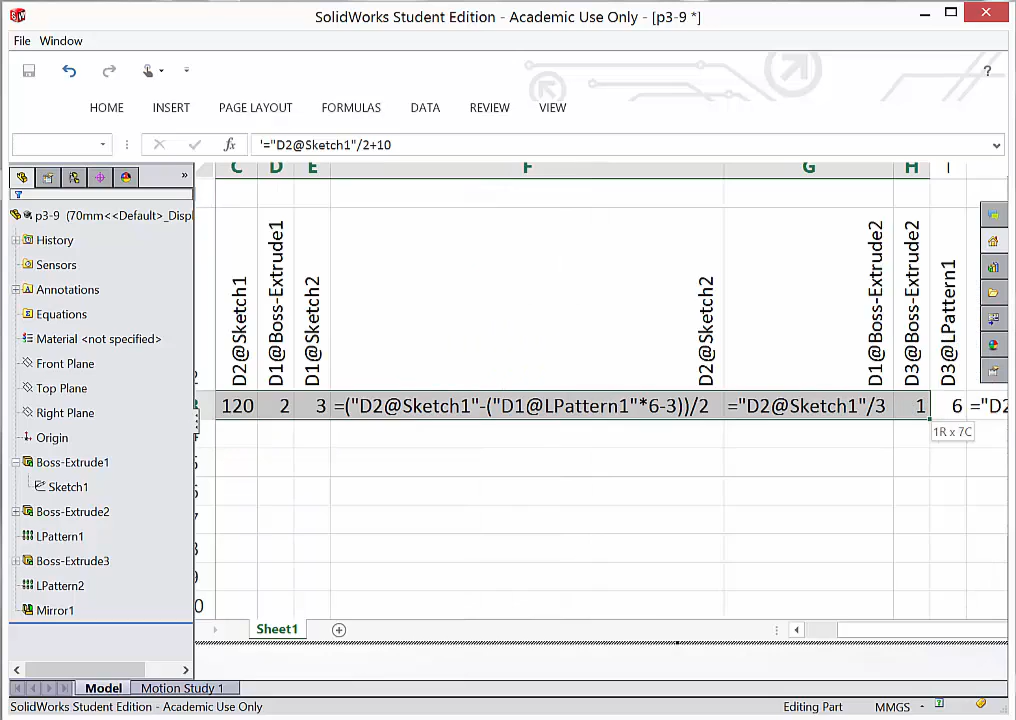 SolidWorks Student Edition - Academic Use Only - [p3-9 *]
File Window
HOME INSERT PAGE LAYOUT FORMULAS DATA REVIEW VIEW
?
fx '="D2@Sketch1"/2+10
C D E F G H I
p3-9 (70mm<<Default>_Displ
History
Sensors
Annotations
Equations
Material <not specified>
Front Plane
Top Plane
Right Plane
Origin
Boss-Extrude1
Sketch1
Boss-Extrude2
LPattern1
Boss-Extrude3
LPattern2
Mirror1
D2@Sketch1
D1@Boss-Extrude1
D1@Sketch2
D2@Sketch2
D1@Boss-Extrude2
D3@Boss-Extrude2
D3@LPattern1
120 2 3 =("D2@Sketch1"-("D1@LPattern1"*6-3))/2 ="D2@Sketch1"/3 1 6 ="D2
1R x 7C
Sheet1
Model Motion Study 1
SolidWorks Student Edition - Academic Use Only Editing Part MMGS